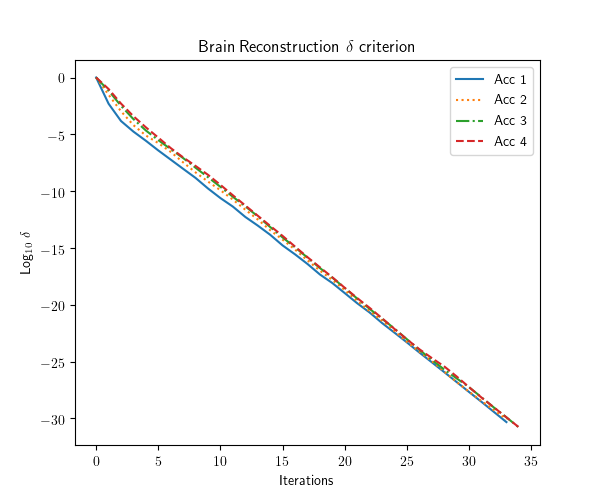 Brain Reconstruction δ criterion
Acc 1
Acc 2
Acc 3
Acc 4
Log₁₀ δ
0
−5
−10
−15
−20
−25
−30
0 5 10 15 20 25 30 35
Iterations